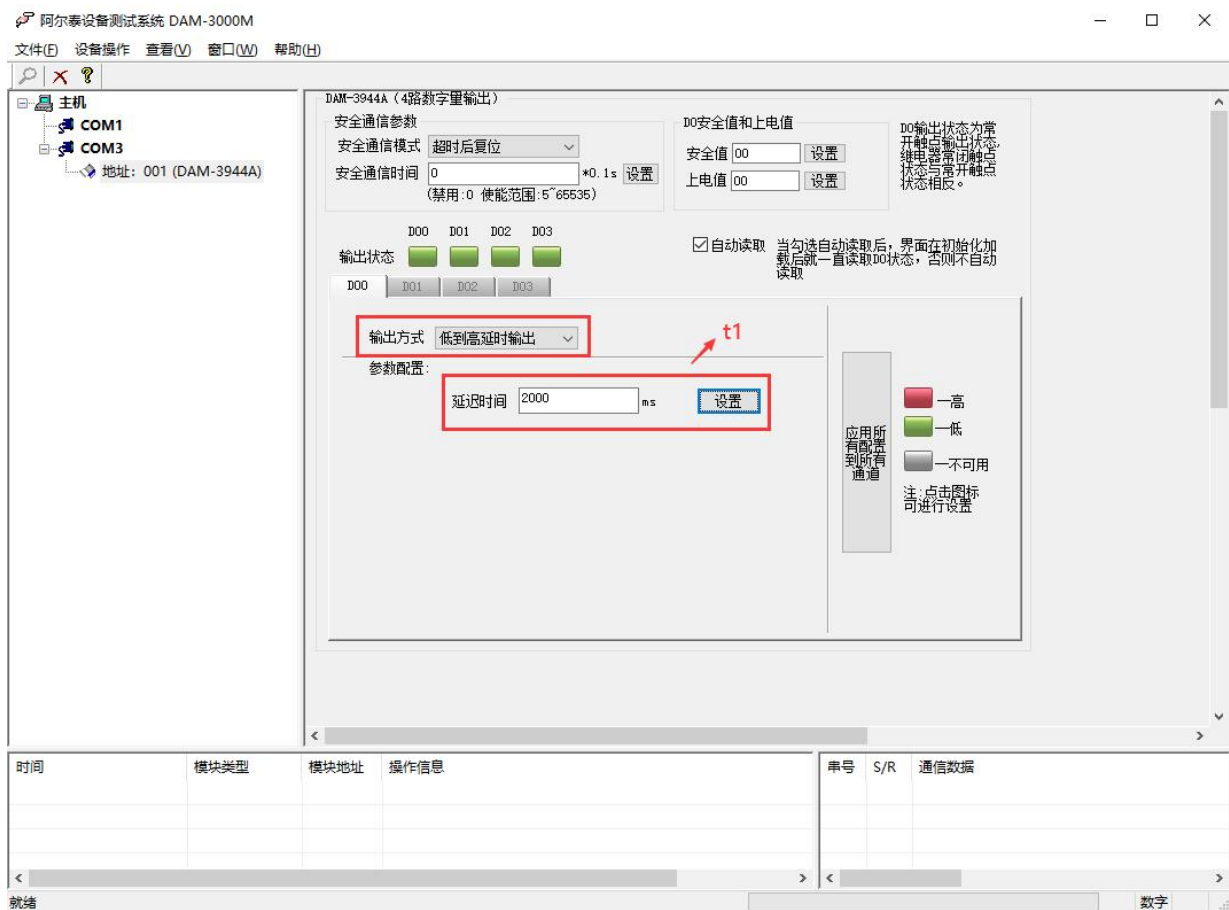 阿尔泰设备测试系统 DAM-3000M
文件(F) 设备操作 查看(V) 窗口(W) 帮助(H)
主机
COM1
COM3
地址：001 (DAM-3944A)
DAM-3944A (4路数字量输出)
安全通信参数
安全通信模式 超时后复位
安全通信时间 0 *0.1s 设置
(禁用:0 使能范围:5~65535)
DO安全值和上电值
安全值 00 设置
上电值 00 设置
DO输出状态为常
开触点输出状态,
继电器常闭触点
状态与常开触点
状态相反。
DO0 DO1 DO2 DO3
输出状态
自动读取 当勾选自动读取后，界面在初始化加
载后就一直读取DO状态，否则不自动
读取
DO0 DO1 DO2 DO3
输出方式 低到高延时输出
t1
参数配置:
延迟时间 2000 ms 设置
应用所
有配置
到所有
通道
—高
—低
—不可用
注:点击图标
可进行设置
时间 模块类型 模块地址 操作信息
串号 S/R 通信数据
就绪 数字